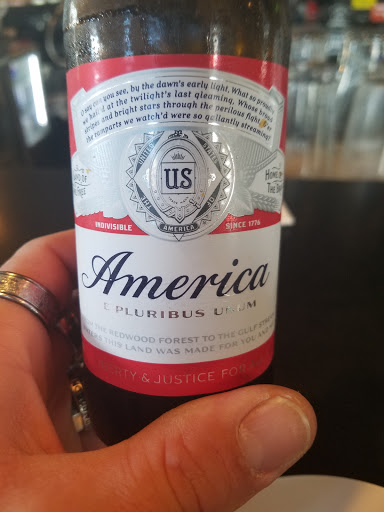 O say can you see, by the dawn's early light, What so proudly
we hailed at the twilight's last gleaming, Whose broad
stripes and bright stars through the perilous fight
the ramparts we watch'd were so gallantly streaming?
US
AMERICA
INDIVISIBLE
SINCE 1776
America
E PLURIBUS UNUM
THE REDWOOD FOREST TO THE GULF
THIS LAND WAS MADE FOR YOU AND
LIBERTY & JUSTICE FOR